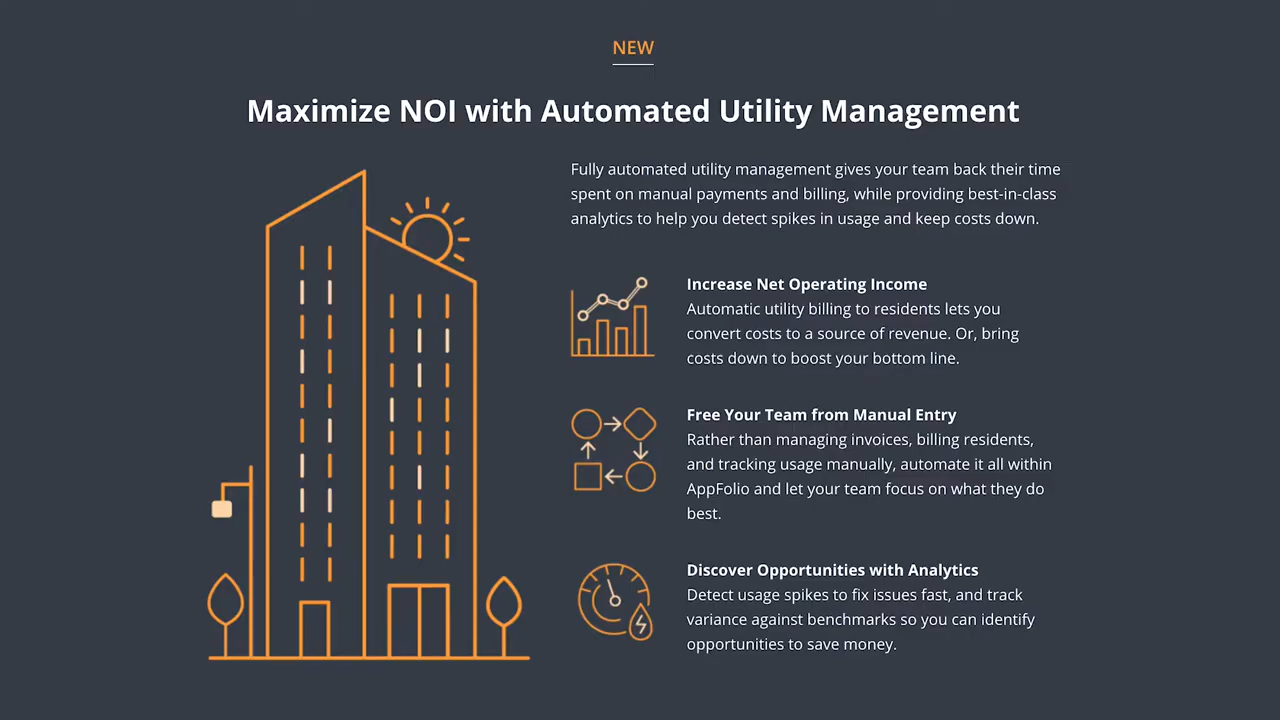 NEW
Maximize NOI with Automated Utility Management
Fully automated utility management gives your team back their time
spent on manual payments and billing, while providing best-in-class
analytics to help you detect spikes in usage and keep costs down.
Increase Net Operating Income
Automatic utility billing to residents lets you
convert costs to a source of revenue. Or, bring
costs down to boost your bottom line.
Free Your Team from Manual Entry
Rather than managing invoices, billing residents,
and tracking usage manually, automate it all within
AppFolio and let your team focus on what they do
best.
Discover Opportunities with Analytics
Detect usage spikes to fix issues fast, and track
variance against benchmarks so you can identify
opportunities to save money.